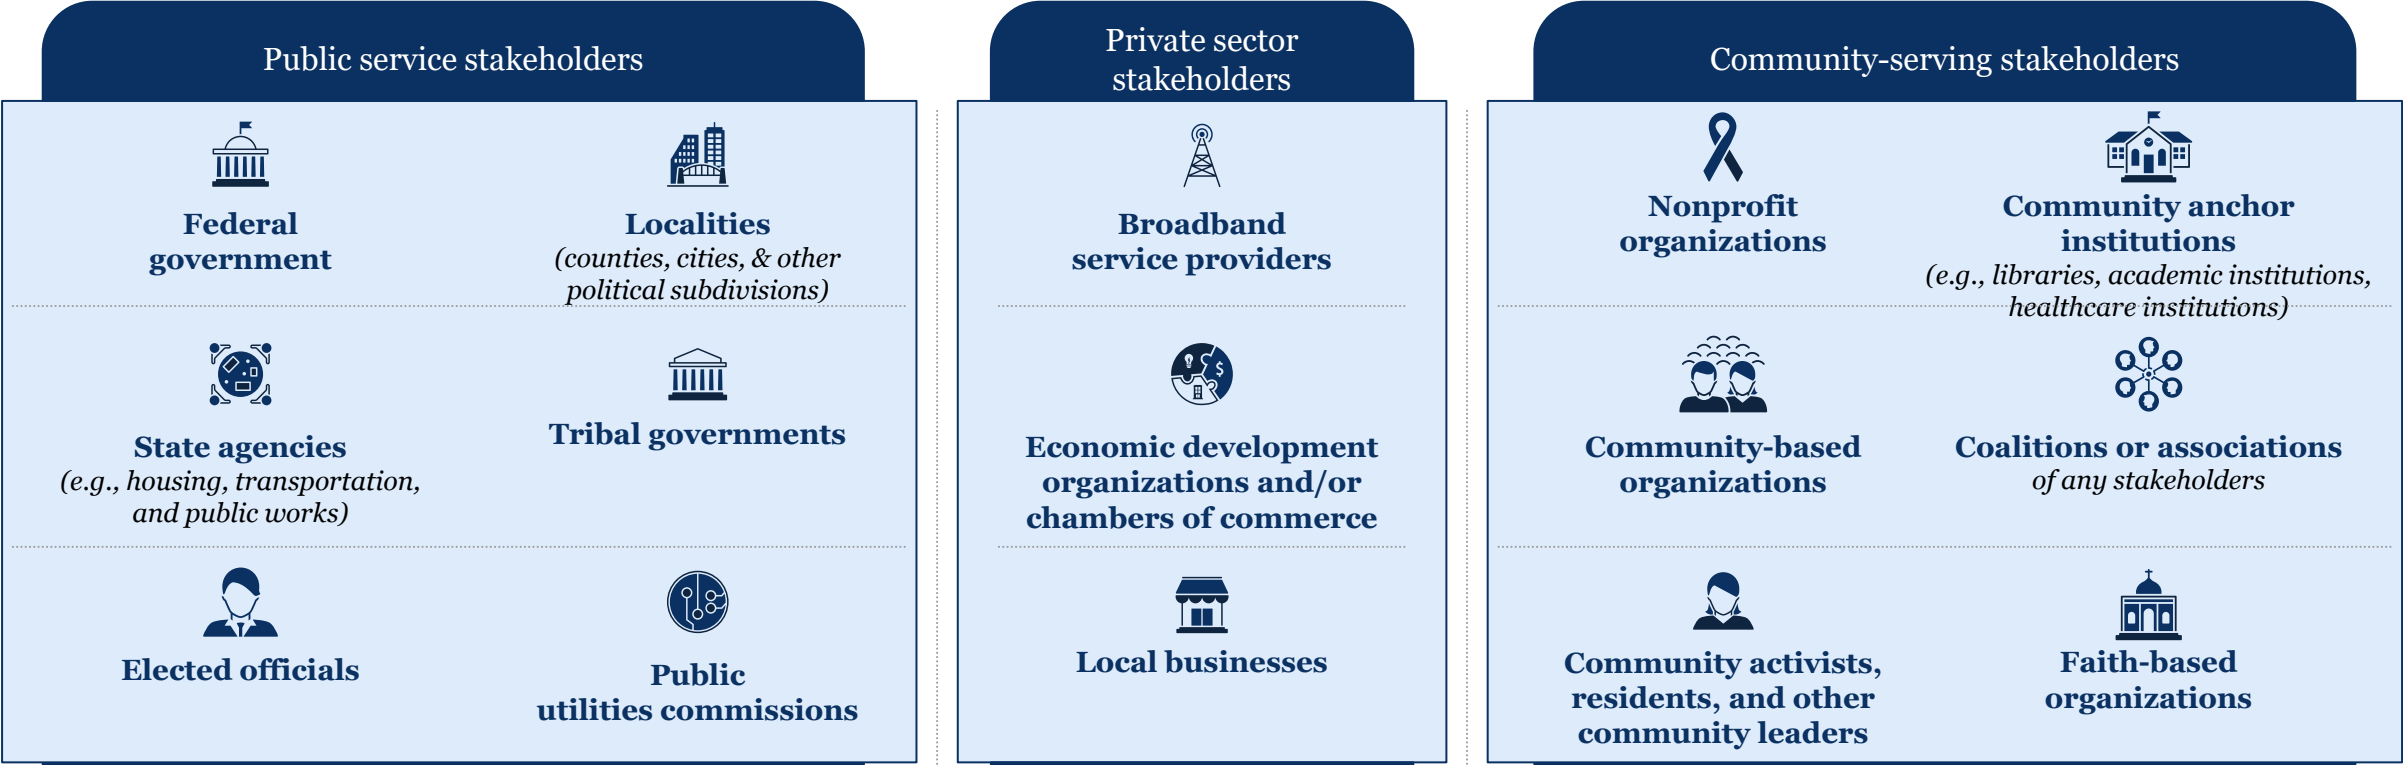 Public service stakeholders
Federal
government
Localities
(counties, cities, & other
political subdivisions)
State agencies
(e.g., housing, transportation,
and public works)
Tribal governments
Elected officials
Public
utilities commissions
Private sector
stakeholders
Broadband
service providers
Economic development
organizations and/or
chambers of commerce
Local businesses
Community-serving stakeholders
Nonprofit
organizations
Community anchor
institutions
(e.g., libraries, academic institutions,
healthcare institutions)
Community-based
organizations
Coalitions or associations
of any stakeholders
Community activists,
residents, and other
community leaders
Faith-based
organizations